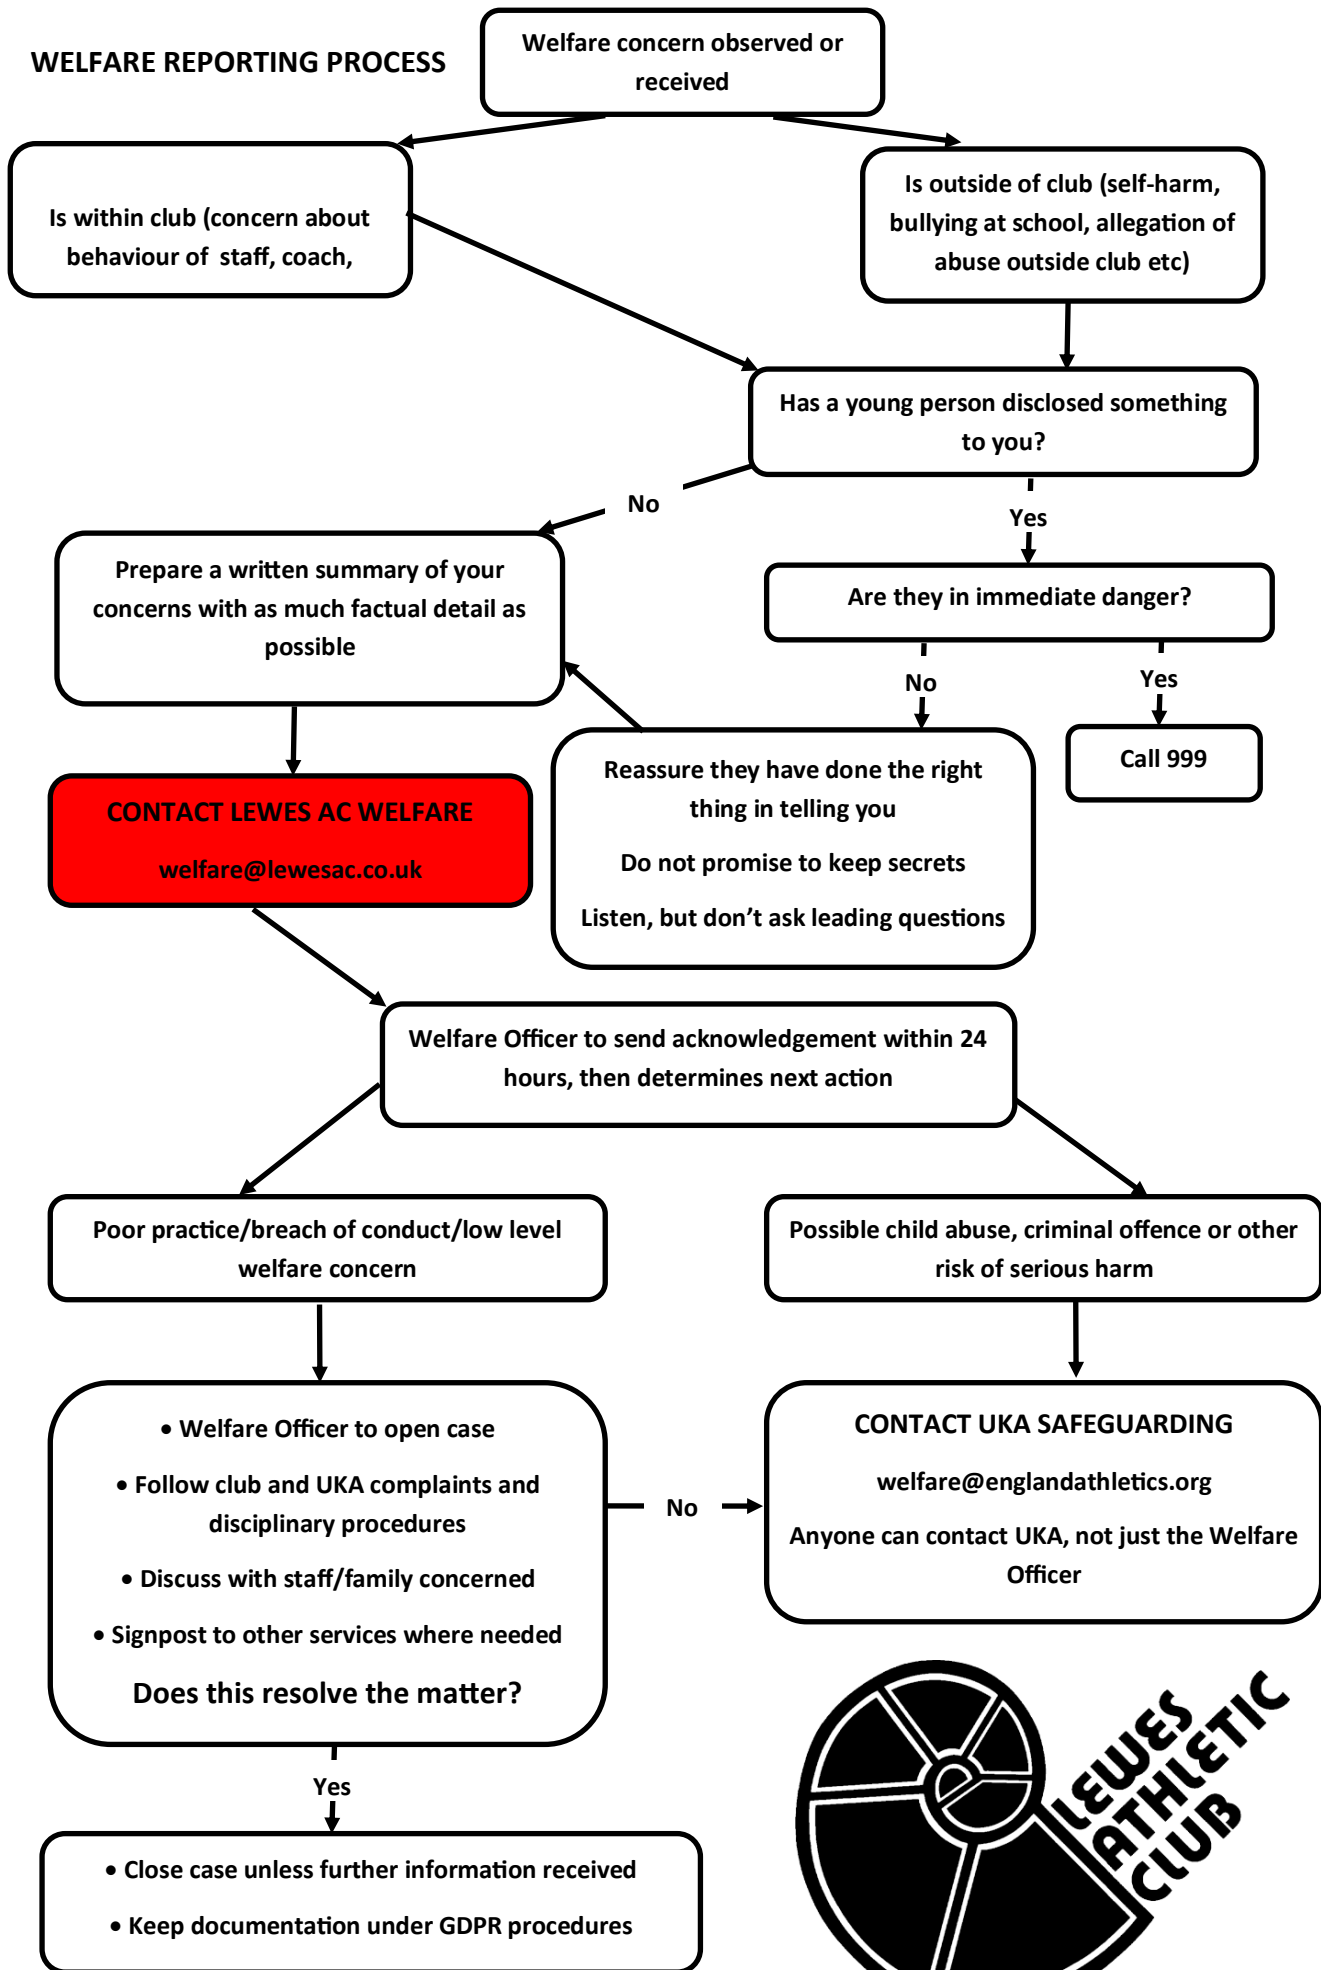 WELFARE REPORTING PROCESS
Welfare concern observed or
received
Is within club (concern about
behaviour of  staff, coach,
Is outside of club (self-harm,
bullying at school, allegation of
abuse outside club etc)
Has a young person disclosed something
to you?
No
Yes
Prepare a written summary of your
concerns with as much factual detail as
possible
Are they in immediate danger?
No
Yes
Call 999
Reassure they have done the right
thing in telling you
Do not promise to keep secrets
Listen, but don’t ask leading questions
CONTACT LEWES AC WELFARE
welfare@lewesac.co.uk
Welfare Officer to send acknowledgement within 24
hours, then determines next action
Poor practice/breach of conduct/low level
welfare concern
Possible child abuse, criminal offence or other
risk of serious harm
• Welfare Officer to open case
• Follow club and UKA complaints and
disciplinary procedures
• Discuss with staff/family concerned
• Signpost to other services where needed
Does this resolve the matter?
No
CONTACT UKA SAFEGUARDING
welfare@englandathletics.org
Anyone can contact UKA, not just the Welfare
Officer
Yes
• Close case unless further information received
• Keep documentation under GDPR procedures
LEWES
ATHLETIC
CLUB